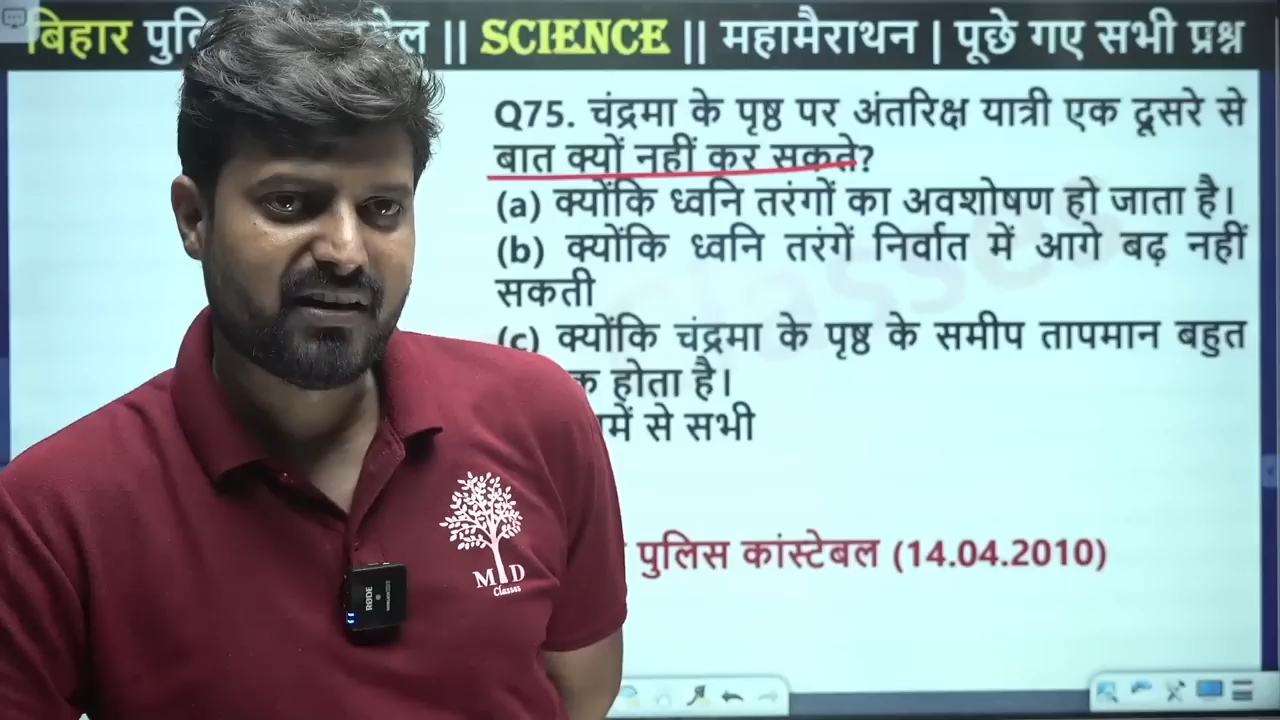 बिहार || SCIENCE || महामैराथन | पूछे गए सभी प्रश्न
Q75. चंद्रमा के पृष्ठ पर अंतरिक्ष यात्री एक दूसरे से
बात क्यों नहीं कर सकते?
(a) क्योंकि ध्वनि तरंगों का अवशोषण हो जाता है।
(b) क्योंकि ध्वनि तरंगें निर्वात में आगे बढ़ नहीं
सकती
(c) क्योंकि चंद्रमा के पृष्ठ के समीप तापमान बहुत
होता है।
से सभी
पुलिस कांस्टेबल (14.04.2010)
MD
Classes
RØDE